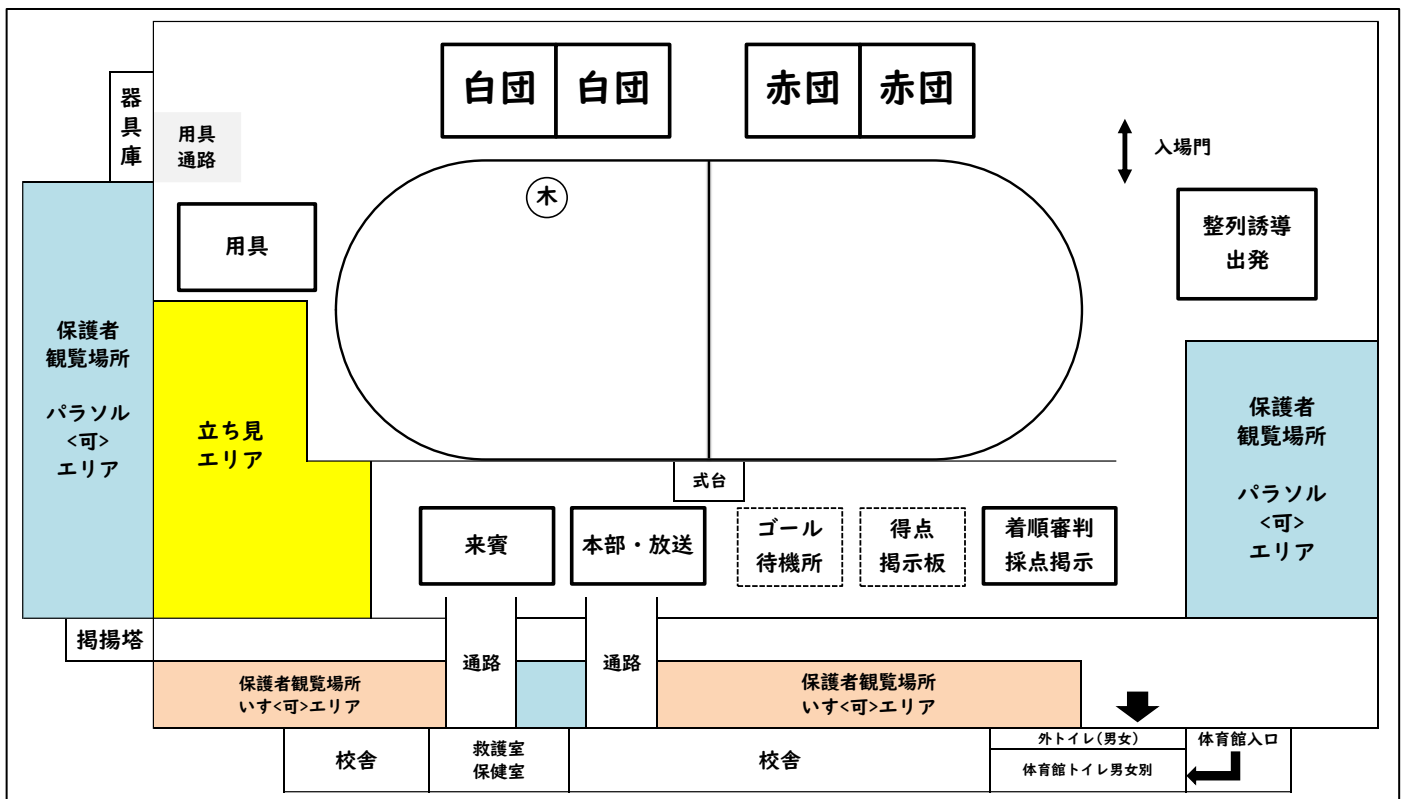 白団
白団
赤団
赤団
器
具
庫
用具
通路
入場門
木
用具
整列誘導
出発
保護者
観覧場所
パラソル
<可>
エリア
立ち見
エリア
保護者
観覧場所
パラソル
<可>
エリア
式台
来賓
本部・放送
ゴール
待機所
得点
掲示板
着順審判
採点掲示
掲揚塔
通路
通路
保護者観覧場所
いす<可>エリア
保護者観覧場所
いす<可>エリア
校舎
救護室
保健室
校舎
外トイレ(男女)
体育館トイレ男女別
体育館入口